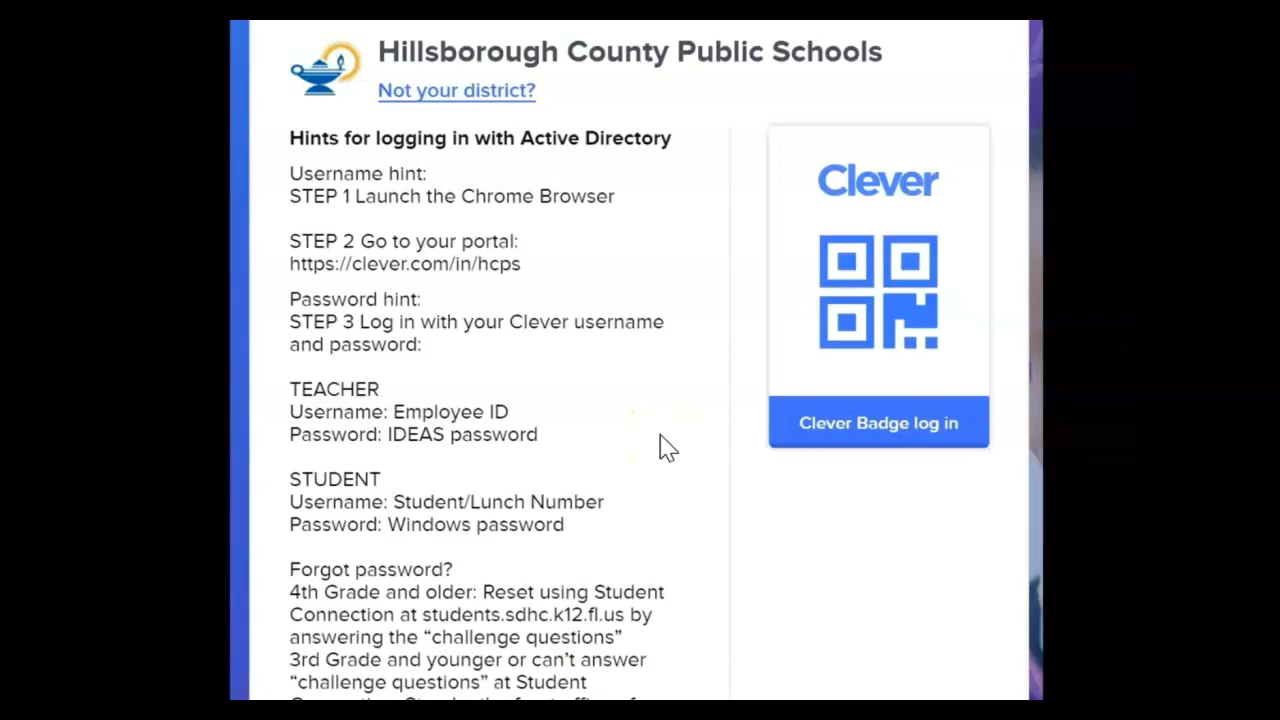 Hillsborough County Public Schools
Not your district?
Hints for logging in with Active Directory
Username hint:
STEP 1 Launch the Chrome Browser
STEP 2 Go to your portal:
https://clever.com/in/hcps
Password hint:
STEP 3 Log in with your Clever username
and password:
TEACHER
Username: Employee ID
Password: IDEAS password
STUDENT
Username: Student/Lunch Number
Password: Windows password
Forgot password?
4th Grade and older: Reset using Student
Connection at students.sdhc.k12.fl.us by
answering the “challenge questions”
3rd Grade and younger or can’t answer
“challenge questions” at Student
Clever
Clever Badge log in